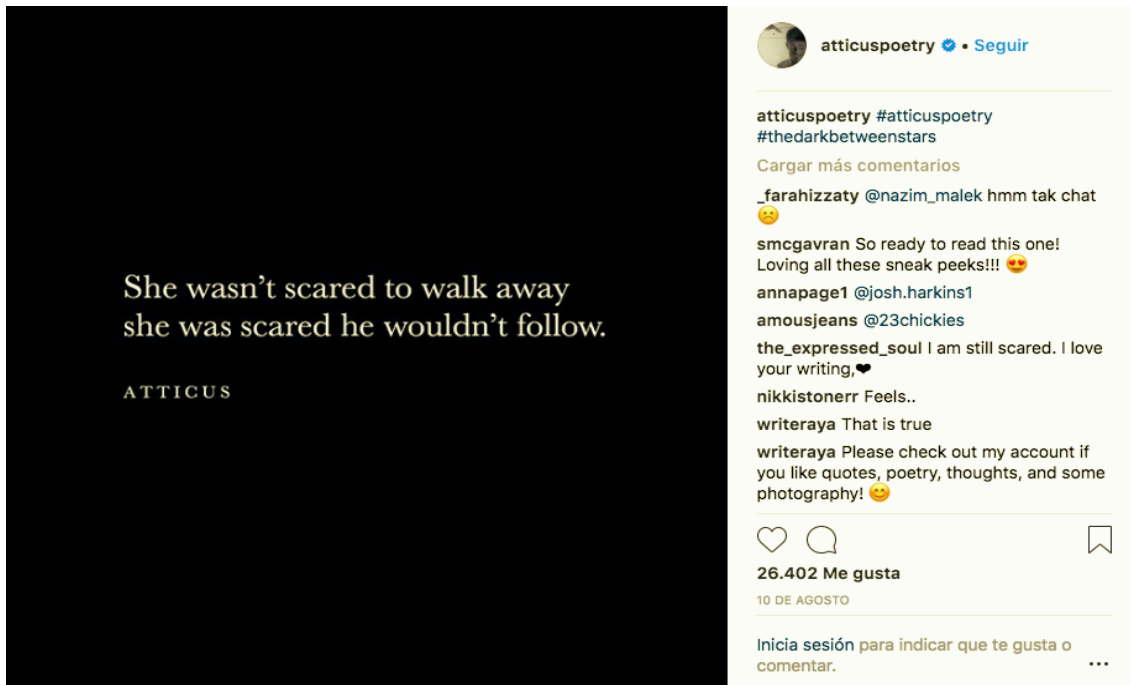 She wasn't scared to walk away
she was scared he wouldn't follow.
ATTICUS
atticuspoetry • Seguir
atticuspoetry #atticuspoetry
#thedarkbetweenstars
Cargar más comentarios
_farahizzaty @nazim_malek hmm tak chat
☹️
smcgavran So ready to read this one!
Loving all these sneak peeks!!! 😍
annapage1 @josh.harkins1
amousjeans @23chickies
the_expressed_soul I am still scared. I love
your writing,❤
nikkistonerr Feels..
writeraya That is true
writeraya Please check out my account if
you like quotes, poetry, thoughts, and some
photography! 😊
26.402 Me gusta
10 DE AGOSTO
Inicia sesión para indicar que te gusta o
comentar.